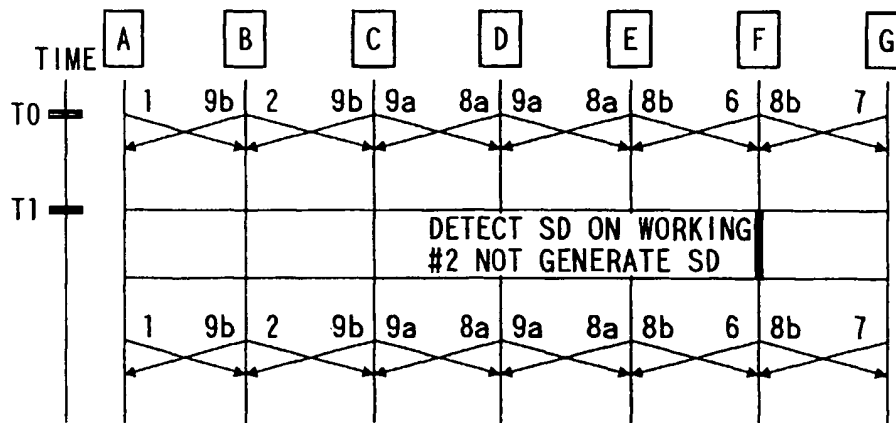 A B C D E F G
TIME
T0 1 9b 2 9b 9a 8a 9a 8a 8b 6 8b 7
T1
DETECT SD ON WORKING
#2 NOT GENERATE SD
1 9b 2 9b 9a 8a 9a 8a 8b 6 8b 7